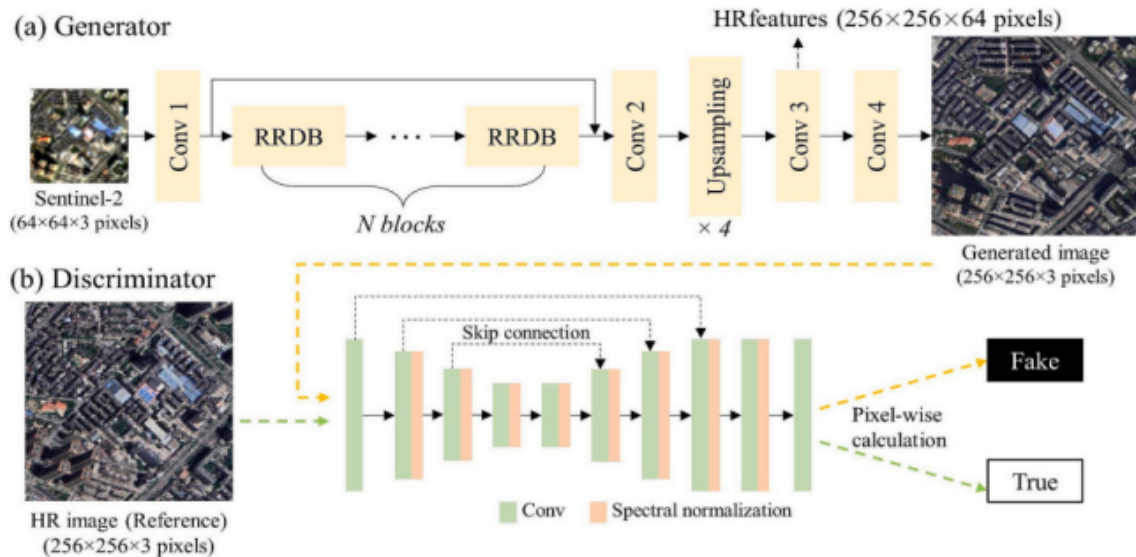 (a) Generator
HRfeatures (256×256×64 pixels)
Conv 1
RRDB
...
RRDB
Conv 2
Upsampling
Conv 3
Conv 4
Sentinel-2
(64×64×3 pixels)
N blocks
× 4
Generated image
(256×256×3 pixels)
(b) Discriminator
Skip connection
Fake
Pixel-wise
calculation
True
Conv
Spectral normalization
HR image (Reference)
(256×256×3 pixels)